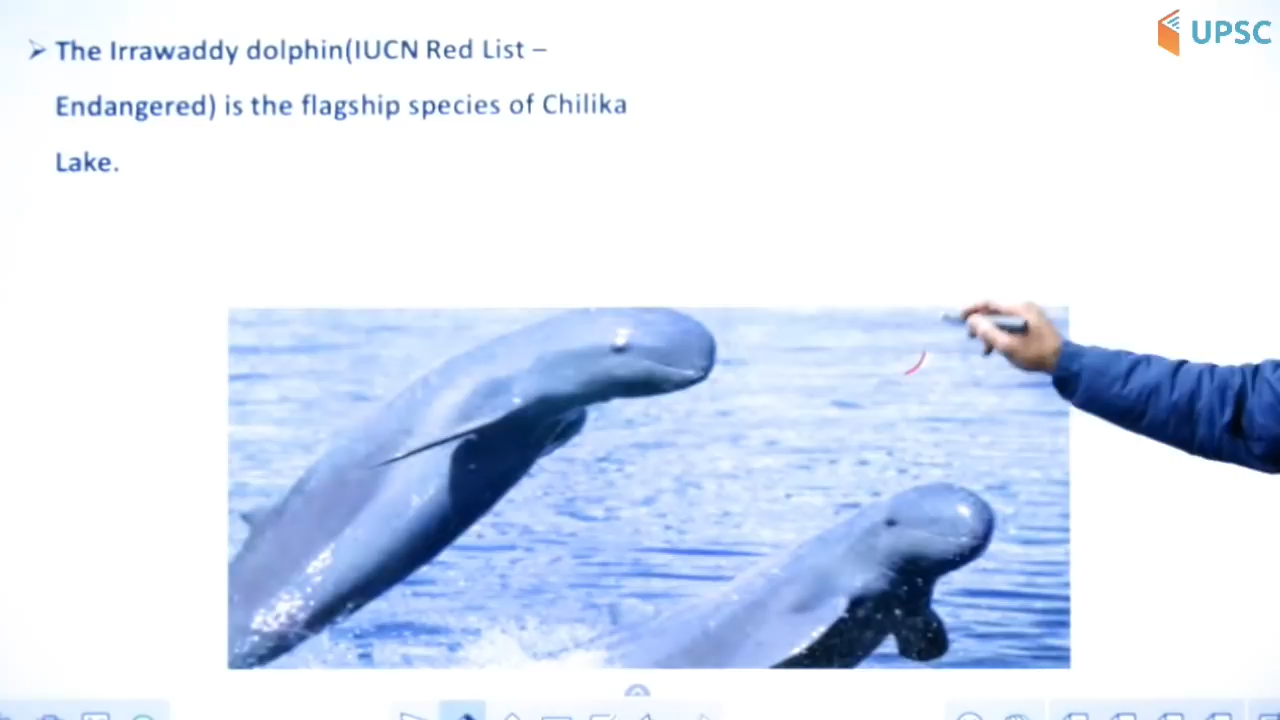 ➢ The Irrawaddy dolphin(IUCN Red List –
Endangered) is the flagship species of Chilika
Lake.
UPSC